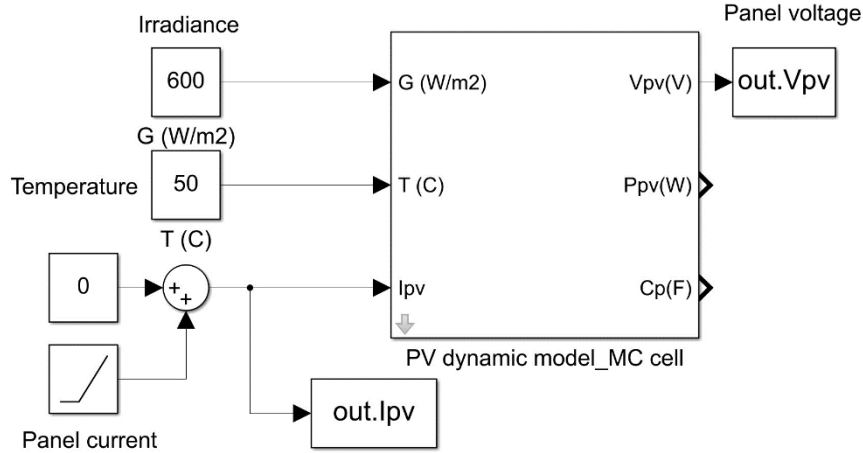 Irradiance
Panel voltage
600
G (W/m2)
Vpv(V)
out.Vpv
G (W/m2)
Temperature
50
T (C)
Ppv(W)
T (C)
0
++
Ipv
Cp(F)
PV dynamic model_MC cell
out.Ipv
Panel current